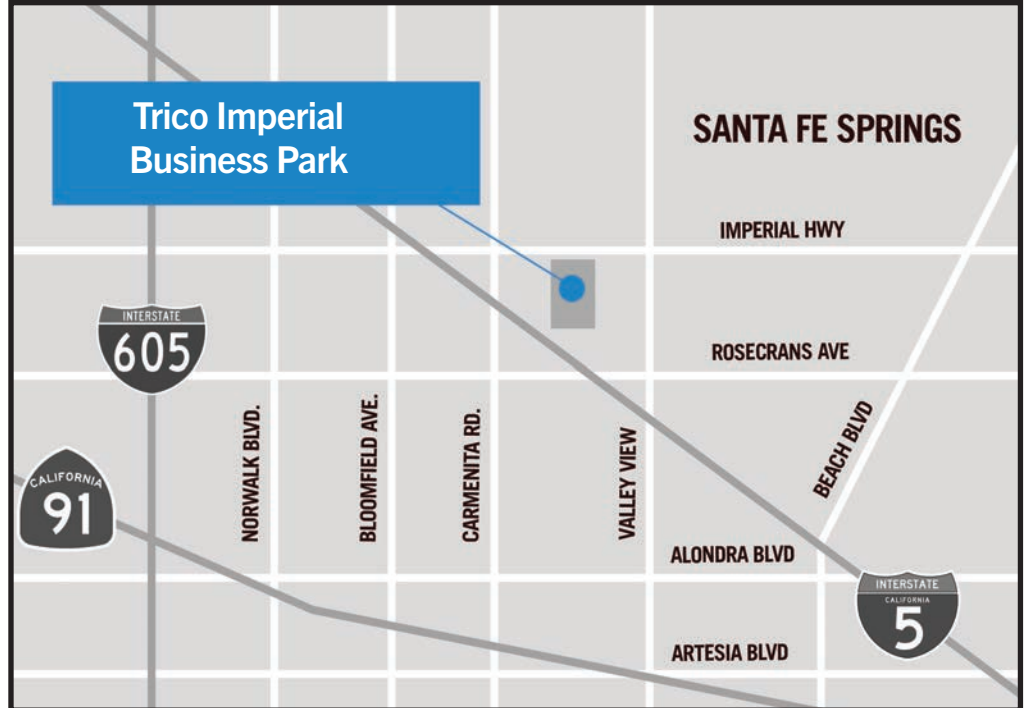 Trico Imperial
Business Park
SANTA FE SPRINGS
IMPERIAL HWY
INTERSTATE
605
ROSECRANS AVE
NORWALK BLVD.
BLOOMFIELD AVE.
CARMENITA RD.
VALLEY VIEW
BEACH BLVD
CALIFORNIA
91
ALONDRA BLVD
INTERSTATE
CALIFORNIA
5
ARTESIA BLVD